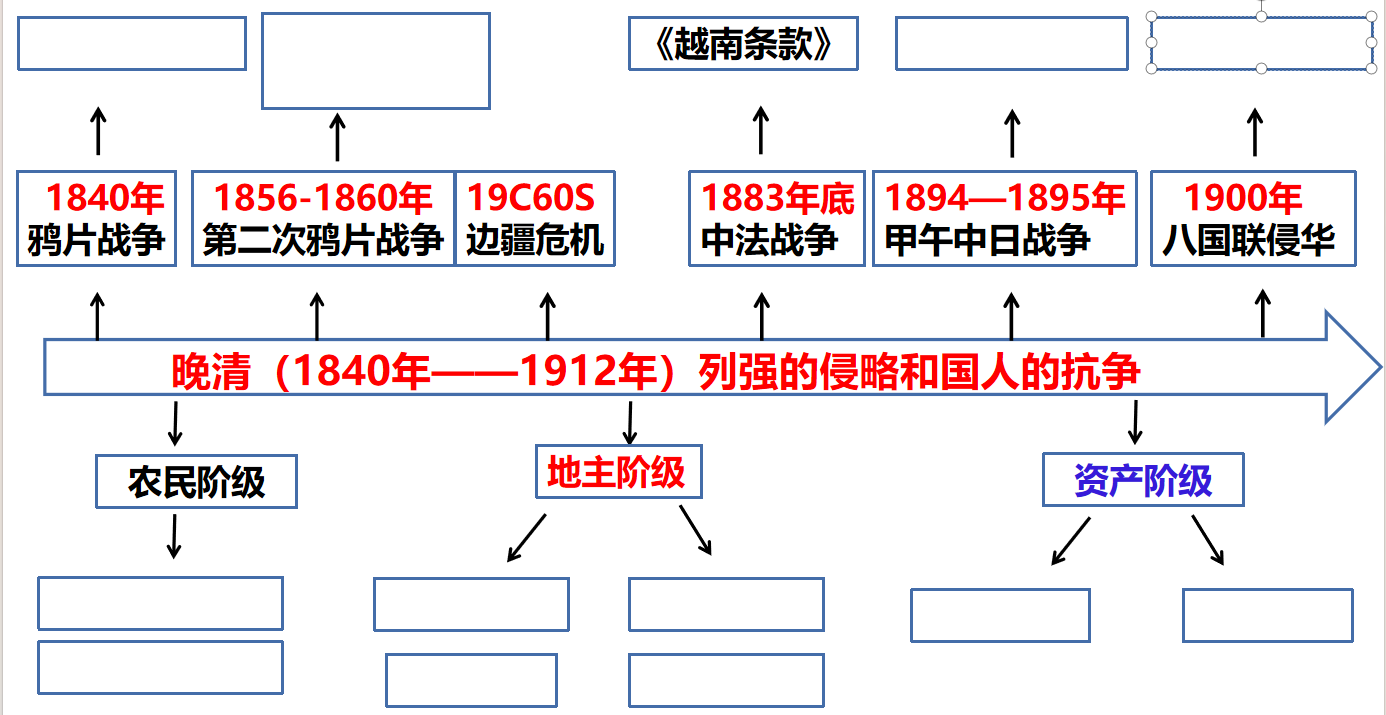 《越南条款》
1840年
鸦片战争
1856-1860年
第二次鸦片战争
19C60S
边疆危机
1883年底
中法战争
1894—1895年
甲午中日战争
1900年
八国联侵华
晚清（1840年——1912年）列强的侵略和国人的抗争
农民阶级
地主阶级
资产阶级